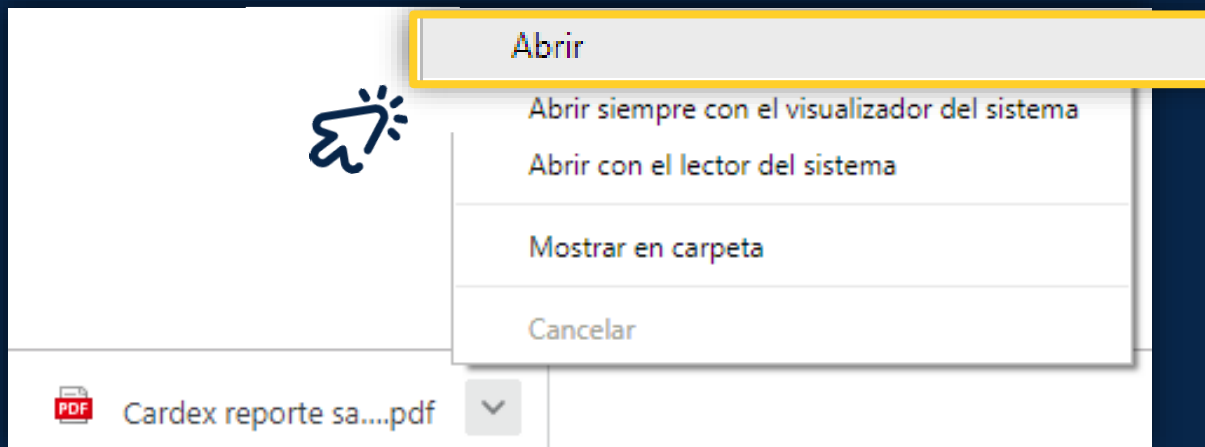 Abrir
Abrir siempre con el visualizador del sistema
Abrir con el lector del sistema
Mostrar en carpeta
Cancelar
PDF
Cardex reporte sa....pdf